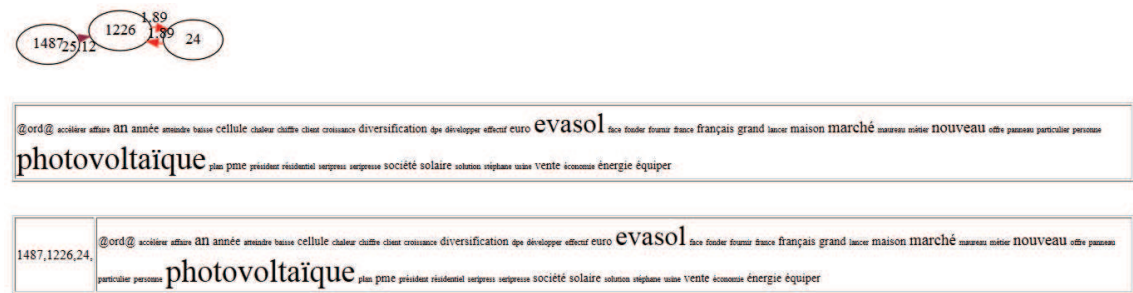 1,89
1226
1,89
1487
25,12
24
@ord@ accélérer affaire an année atteindre baisse cellule chaleur chiffre client croissance diversification dpe développer effectif euro evasol face fonder fournir france français grand lancer maison marché maureau métier nouveau offre panneau particulier personne
photovoltaïque plan pme président résidentiel seripress seripresse société solaire solution stéphane usine vente économie énergie équiper
1487,1226,24,
@ord@ accélérer affaire an année atteindre baisse cellule chaleur chiffre client croissance diversification dpe développer effectif euro evasol face fonder fournir france français grand lancer maison marché maureau métier nouveau offre panneau
particulier personne photovoltaïque plan pme président résidentiel seripress seripresse société solaire solution stéphane usine vente économie énergie équiper